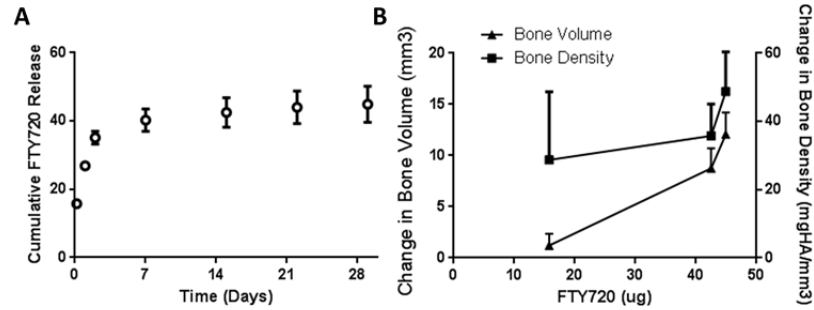 A
Cumulative FTY720 Release
60
40
20
0
0 7 14 21 28
Time (Days)
B
Bone Volume
Bone Density
Change in Bone Volume (mm3)
20
15
10
5
0
0 10 20 30 40 50
FTY720 (ug)
60
40
20
0
Change in Bone
Density (mgHA/mm3)